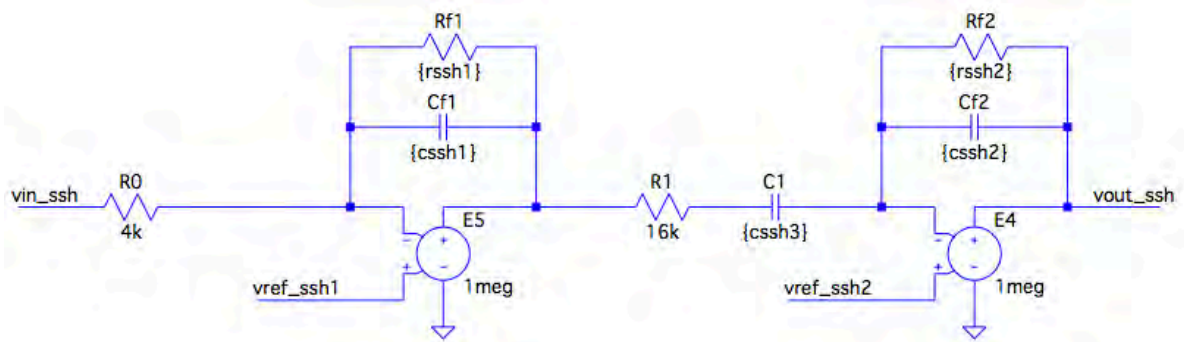 Rf1
{rssh1}
Cf1
{cssh1}
vin_ssh
R0
4k
E5
-
+
+
-
1meg
vref_ssh1
R1
16k
C1
{cssh3}
Rf2
{rssh2}
Cf2
{cssh2}
E4
-
+
+
-
1meg
vref_ssh2
vout_ssh